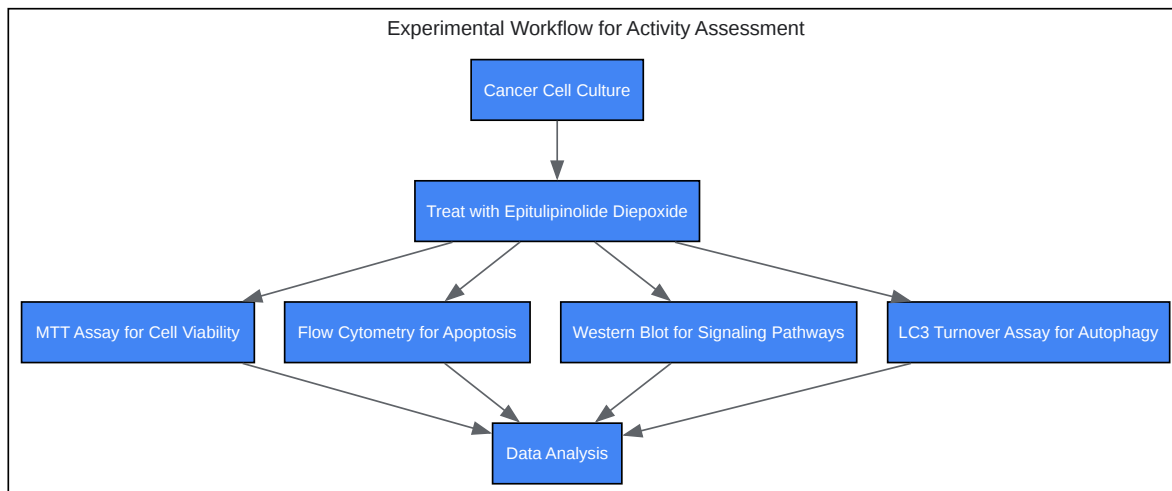 Experimental Workflow for Activity Assessment
Cancer Cell Culture
Treat with Epitulipinolide Diepoxide
MTT Assay for Cell Viability
Flow Cytometry for Apoptosis
Western Blot for Signaling Pathways
LC3 Turnover Assay for Autophagy
Data Analysis